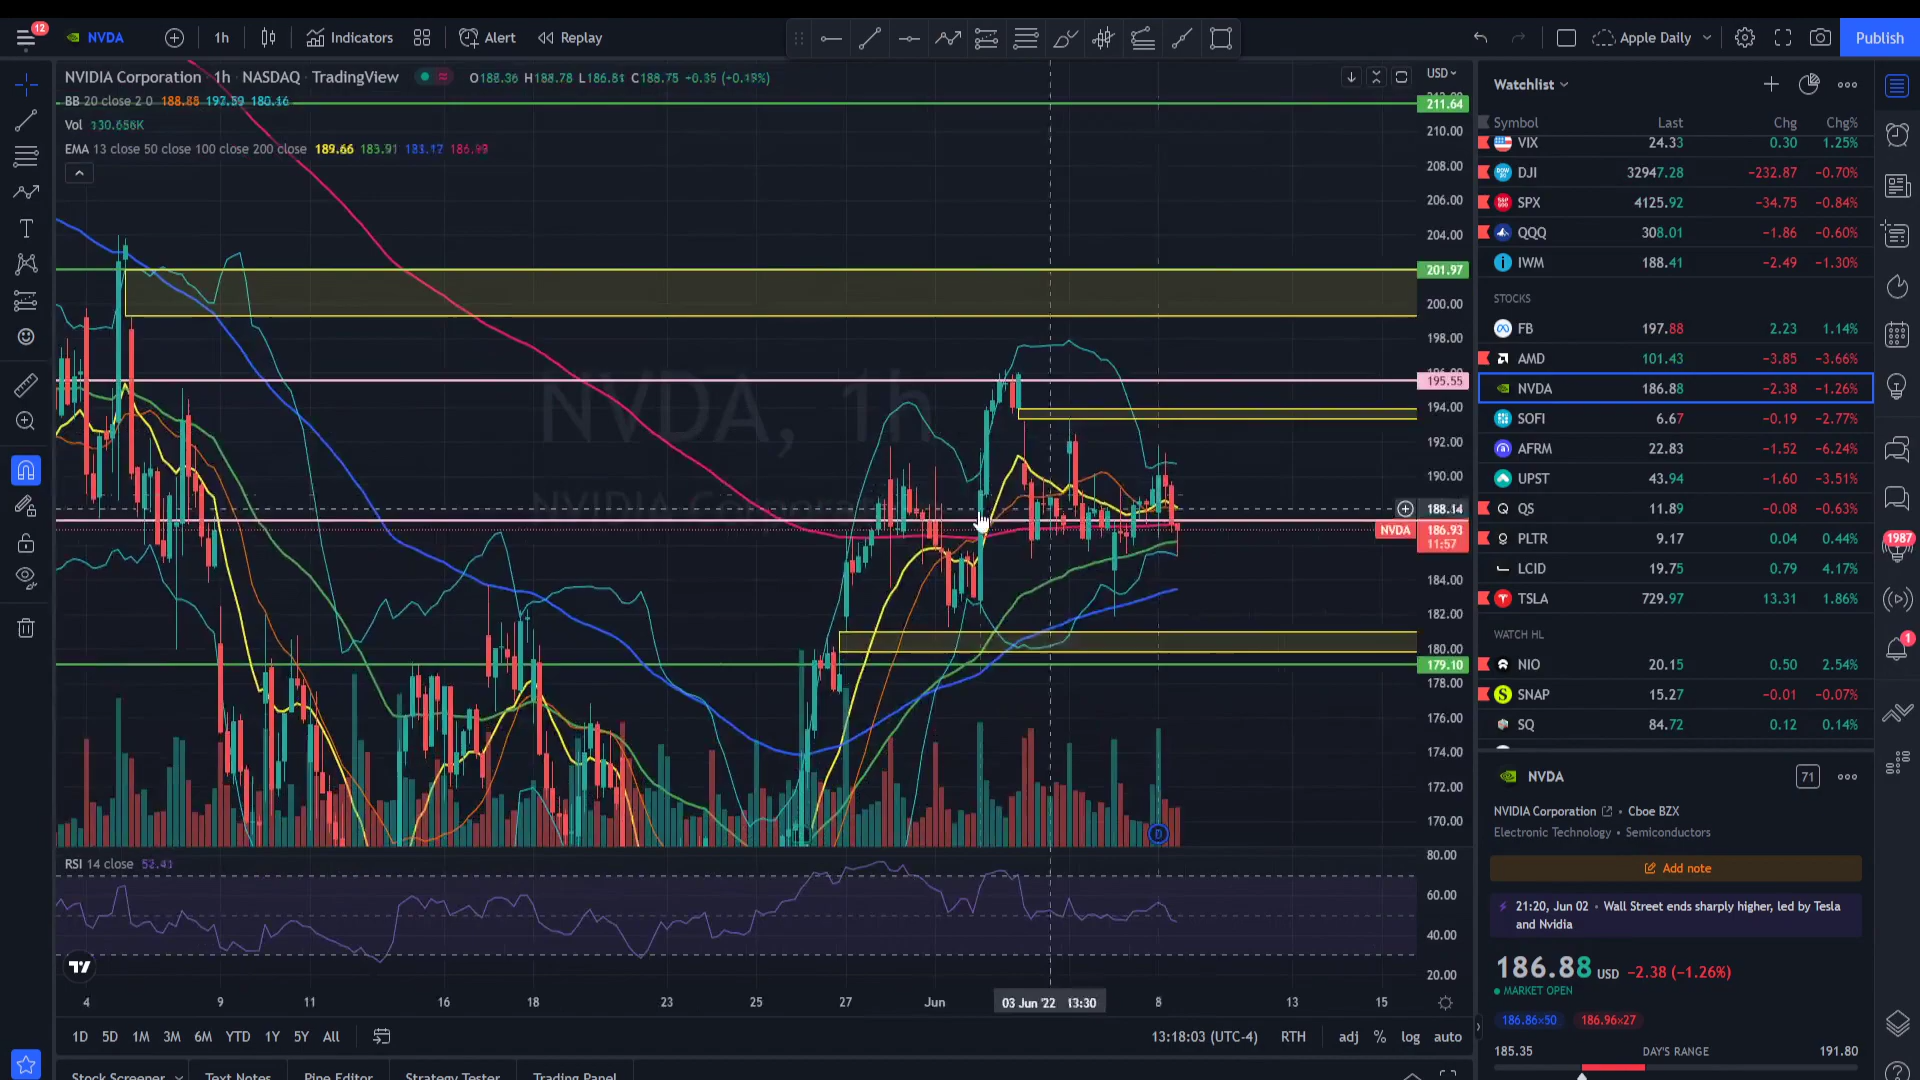 12
NVDA
1h
Indicators
Alert
Replay
Apple Daily
Publish
NVIDIA Corporation · 1h · NASDAQ · TradingView
O188.36 H188.78 L186.81 C188.75 +0.35 (+0.19%)
BB 20 close 2 0 188.88
Vol 130.656K
EMA 13 close 50 close 100 close 200 close 189.66 186.99
USD
211.64
210.00
208.00
206.00
204.00
201.97
200.00
198.00
195.55
194.00
192.00
190.00
188.14
NVDA 186.93
11:57
184.00
182.00
180.00
179.10
178.00
176.00
174.00
172.00
170.00
NVDA, 1h
NVIDIA Corpora
D
RSI 14 close 52.41
80.00
60.00
40.00
20.00
4 9 11 16 18 23 25 27 Jun 03 Jun '22 13:30 8 13 15
1D 5D 1M 3M 6M YTD 1Y 5Y All
13:18:03 (UTC-4) RTH adj % log auto
Stock Screener Text Notes Pine Editor Strategy Tester Trading Panel
Watchlist
Symbol Last Chg Chg%
VIX 24.33 0.30 1.25%
DJI 32947.28 −232.87 −0.70%
SPX 4125.92 −34.75 −0.84%
QQQ 308.01 −1.86 −0.60%
IWM 188.41 −2.49 −1.30%
STOCKS
FB 197.88 2.23 1.14%
AMD 101.43 −3.85 −3.66%
NVDA 186.88 −2.38 −1.26%
SOFI 6.67 −0.19 −2.77%
AFRM 22.83 −1.52 −6.24%
UPST 43.94 −1.60 −3.51%
QS 11.89 −0.08 −0.63%
PLTR 9.17 0.04 0.44%
LCID 19.75 0.79 4.17%
TSLA 729.97 13.31 1.86%
WATCH HL
NIO 20.15 0.50 2.54%
SNAP 15.27 −0.01 −0.07%
SQ 84.72 0.12 0.14%
NVDA
71
NVIDIA Corporation · Cboe BZX
Electronic Technology · Semiconductors
Add note
21:20, Jun 02 · Wall Street ends sharply higher, led by Tesla
and Nvidia
186.88 USD −2.38 (−1.26%)
MARKET OPEN
186.86×50 186.96×27
185.35 DAY'S RANGE 191.80
1987
1